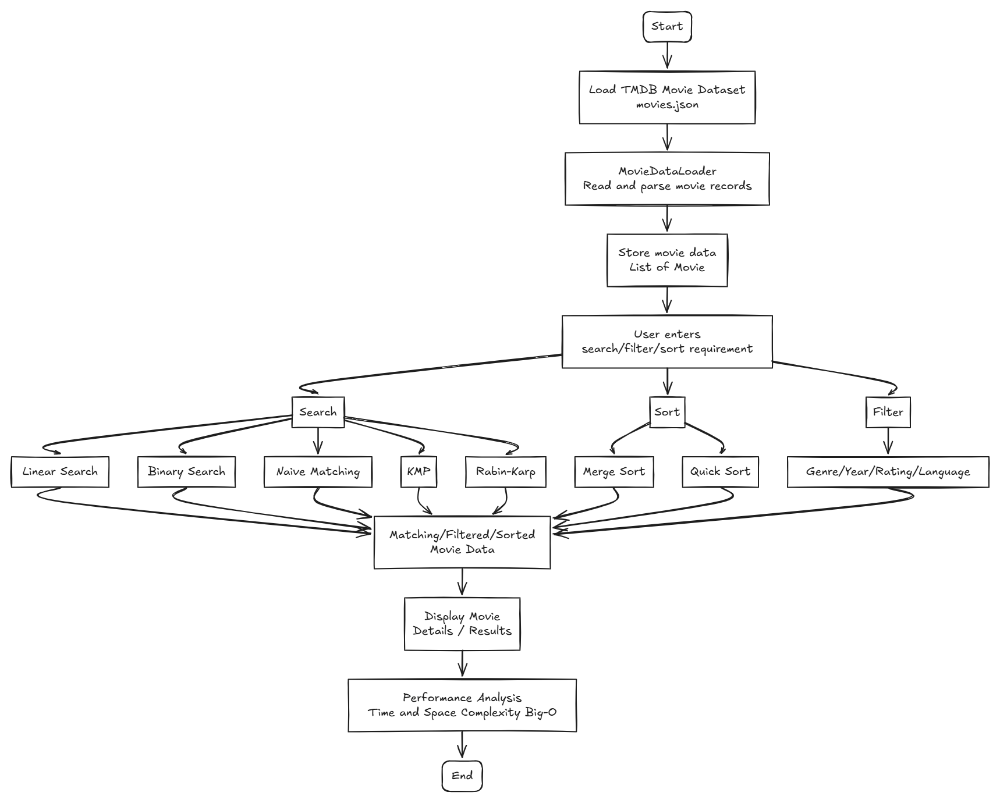 Start
Load TMDB Movie Dataset
movies.json
MovieDataLoader
Read and parse movie records
Store movie data
List of Movie
User enters
search/filter/sort requirement
Search
Sort
Filter
Linear Search
Binary Search
Naive Matching
KMP
Rabin-Karp
Merge Sort
Quick Sort
Genre/Year/Rating/Language
Matching/Filtered/Sorted
Movie Data
Display Movie
Details / Results
Performance Analysis
Time and Space Complexity Big-O
End